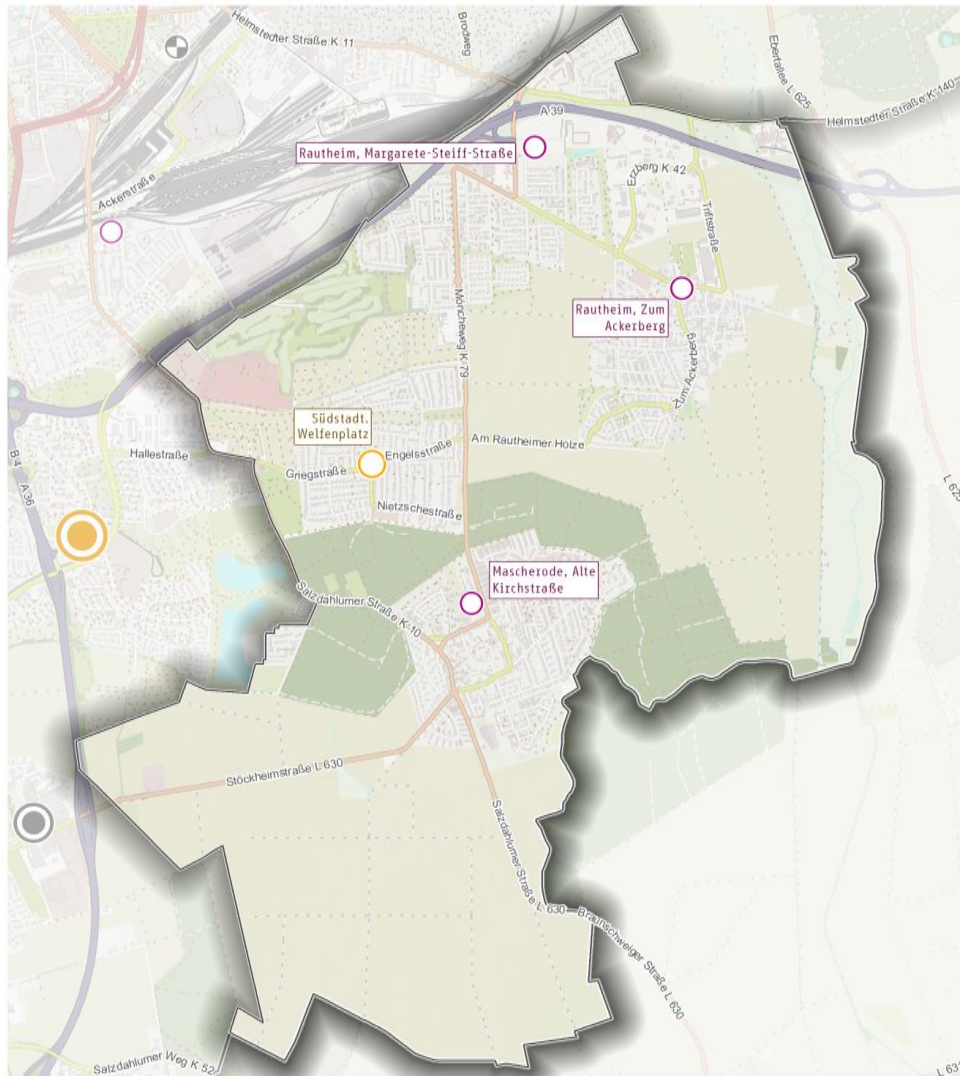 Helmstedter Straße K 11
Brodweg
Ebertallee L 625
Helmstedter Straße K 140
A 39
Rautheim, Margarete-Steiff-Straße
Erzberg K 42
Ackerstraße
Triftstraße
Rautheim, Zum
Ackerberg
Möncheweg K 79
Zum Ackerberg
B 4
A 36
Südstadt.
Welfenplatz
Hallestraße
Engelsstraße
Am Rautheimer Holze
Griegstraße
Nietzschestraße
L 625
Mascherode, Alte
Kirchstraße
Salzdahlumer Straße K 10
Stöckheimstraße L 630
Salzdahlumer Straße L 630
Braunschweiger Straße L 630
Salzdahlumer Weg K 52